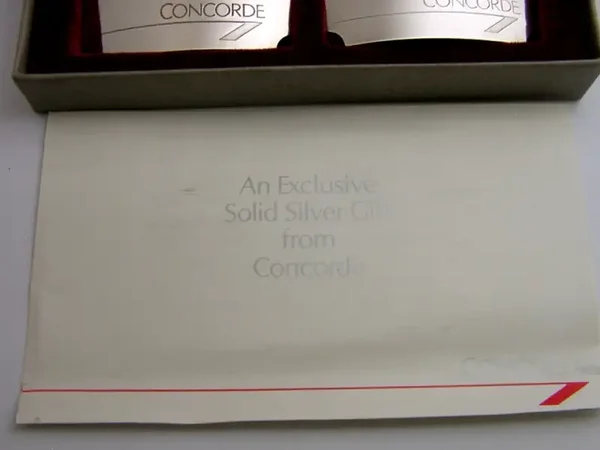 CONCORDE
CONCORDE
An Exclusive
Solid Silver Gift
from
Concorde